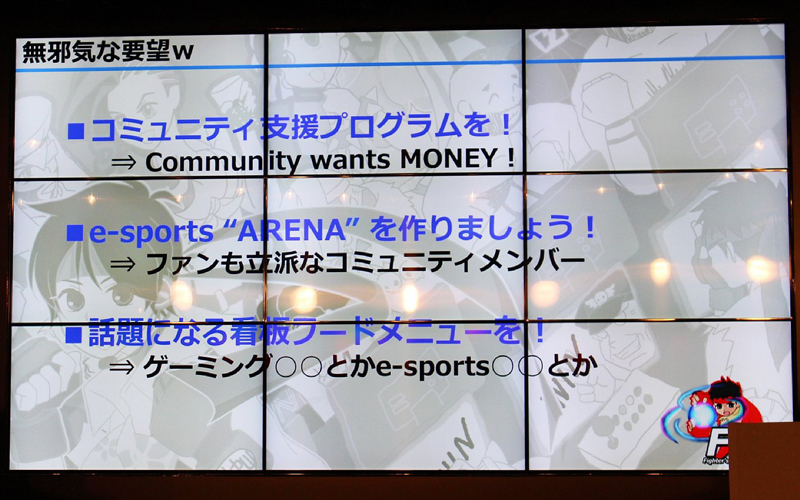 無邪気な要望ｗ
■コミュニティ支援プログラムを！
⇒ Community wants MONEY！
■e-sports “ARENA” を作りましょう！
⇒ ファンも立派なコミュニティメンバー
■話題になる看板フードメニューを！
⇒ ゲーミング○○とかe-sports○○とか